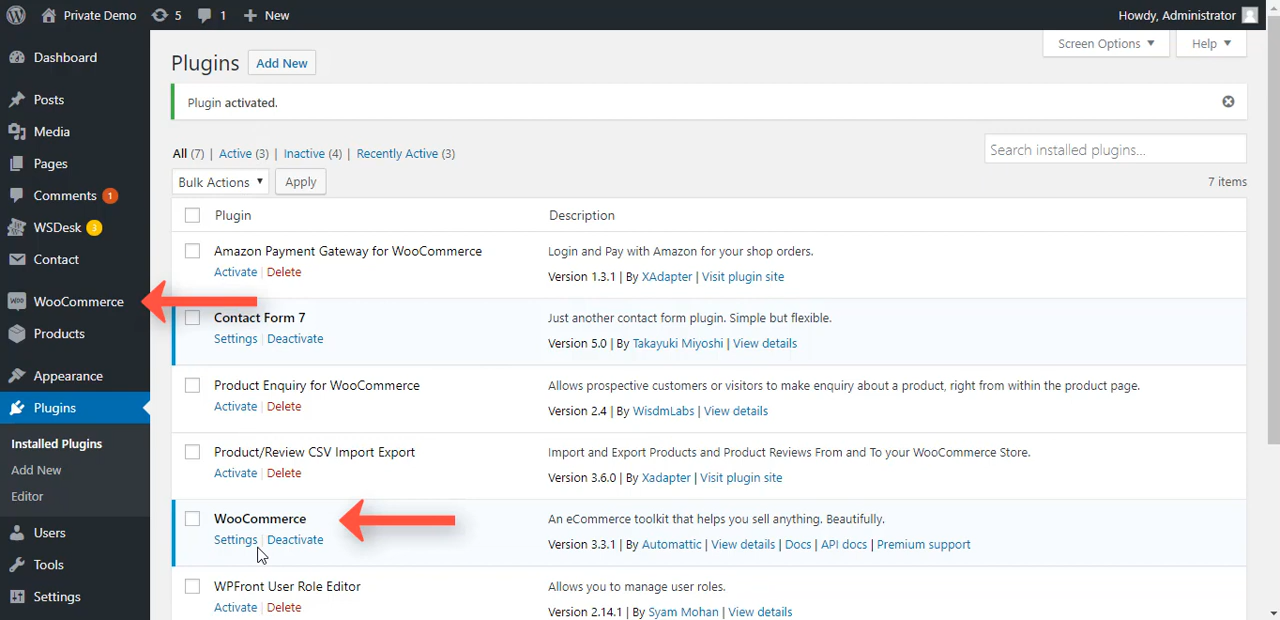 Private Demo 5 1 New Howdy, Administrator
Dashboard
Posts
Media
Pages
Comments 1
WSDesk 3
Contact
WooCommerce
Products
Appearance
Plugins
Installed Plugins
Add New
Editor
Users
Tools
Settings
Screen Options Help
Plugins Add New
Plugin activated.
All (7) | Active (3) | Inactive (4) | Recently Active (3)
Search installed plugins...
Bulk Actions Apply
7 items
Plugin Description
Amazon Payment Gateway for WooCommerce
Activate | Delete
Login and Pay with Amazon for your shop orders.
Version 1.3.1 | By XAdapter | Visit plugin site
Contact Form 7
Settings | Deactivate
Just another contact form plugin. Simple but flexible.
Version 5.0 | By Takayuki Miyoshi | View details
Product Enquiry for WooCommerce
Activate | Delete
Allows prospective customers or visitors to make enquiry about a product, right from within the product page.
Version 2.4 | By WisdmLabs | View details
Product/Review CSV Import Export
Activate | Delete
Import and Export Products and Product Reviews From and To your WooCommerce Store.
Version 3.6.0 | By Xadapter | Visit plugin site
WooCommerce
Settings | Deactivate
An eCommerce toolkit that helps you sell anything. Beautifully.
Version 3.3.1 | By Automattic | View details | Docs | API docs | Premium support
WPFront User Role Editor
Activate | Delete
Allows you to manage user roles.
Version 2.14.1 | By Syam Mohan | View details